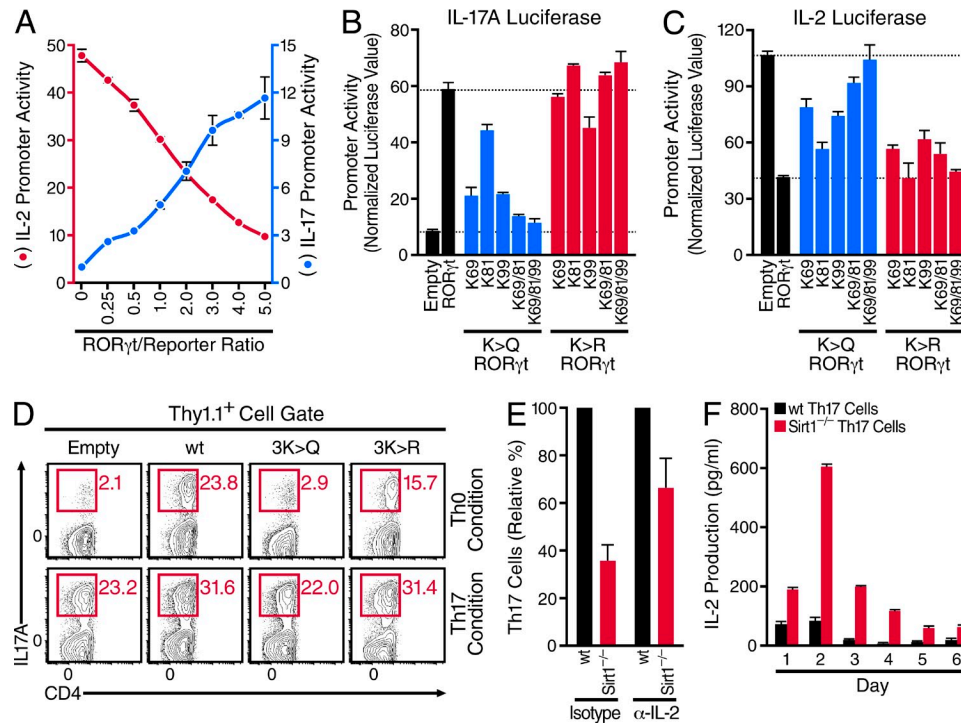 A
50
40
30
20
10
0
(•) IL-2 Promoter Activity
15
12
9
6
3
0
(•) IL-17 Promoter Activity
0
0.25
0.5
1.0
2.0
3.0
4.0
5.0
RORγt/Reporter Ratio
B
IL-17A Luciferase
Promoter Activity
(Normalized Luciferase Value)
80
60
40
20
0
Empty
RORγt
K69
K81
K99
K69/81
K69/81/99
K69
K81
K99
K69/81
K69/81/99
K>Q
RORγt
K>R
RORγt
C
IL-2 Luciferase
Promoter Activity
(Normalized Luciferase Value)
120
90
60
30
0
Empty
RORγt
K69
K81
K99
K69/81
K69/81/99
K69
K81
K99
K69/81
K69/81/99
K>Q
RORγt
K>R
RORγt
D
Thy1.1+ Cell Gate
Empty
wt
3K>Q
3K>R
2.1
23.8
2.9
15.7
Th0
Condition
0
23.2
31.6
22.0
31.4
Th17
Condition
0
IL17A
0
0
0
0
CD4
E
Th17 Cells (Relative %)
100
80
60
40
20
0
wt
Sirt1−/−
wt
Sirt1−/−
Isotype
α-IL-2
F
wt Th17 Cells
Sirt1−/− Th17 Cells
IL-2 Production (pg/ml)
800
600
400
200
0
1
2
3
4
5
6
Day